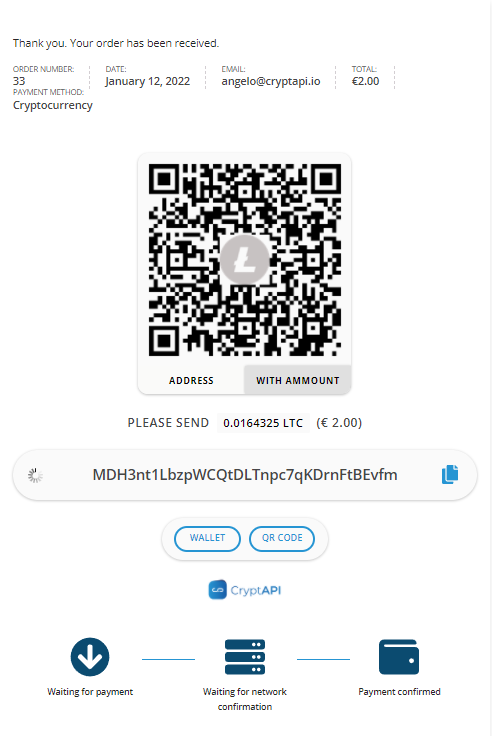 Thank you. Your order has been received.
ORDER NUMBER:
33
DATE:
January 12, 2022
EMAIL:
angelo@cryptapi.io
TOTAL:
€2.00
PAYMENT METHOD:
Cryptocurrency
ADDRESS
WITH AMMOUNT
PLEASE SEND 0.0164325 LTC (€ 2.00)
MDH3nt1LbzpWCQtDLTnpc7qKDrnFtBEvfm
WALLET
QR CODE
CryptAPI
Waiting for payment
Waiting for network
confirmation
Payment confirmed